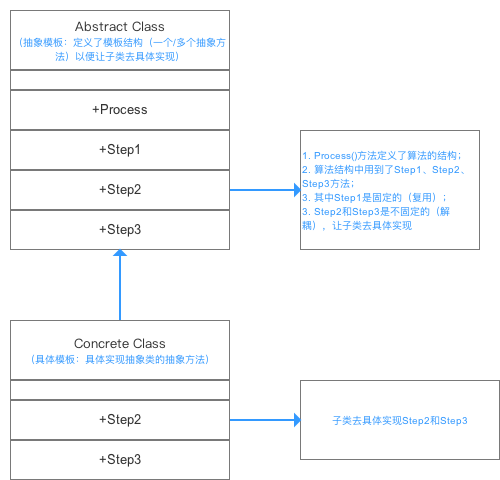 Abstract Class
（抽象模板：定义了模板结构（一个/多个抽象方
法）以便让子类去具体实现）
+Process
+Step1
+Step2
+Step3
1. Process()方法定义了算法的结构；
2. 算法结构中用到了Step1、Step2、
Step3方法；
3. 其中Step1是固定的（复用）；
3. Step2和Step3是不固定的（解
耦），让子类去具体实现
Concrete Class
（具体模板：具体实现抽象类的抽象方法）
+Step2
+Step3
子类去具体实现Step2和Step3